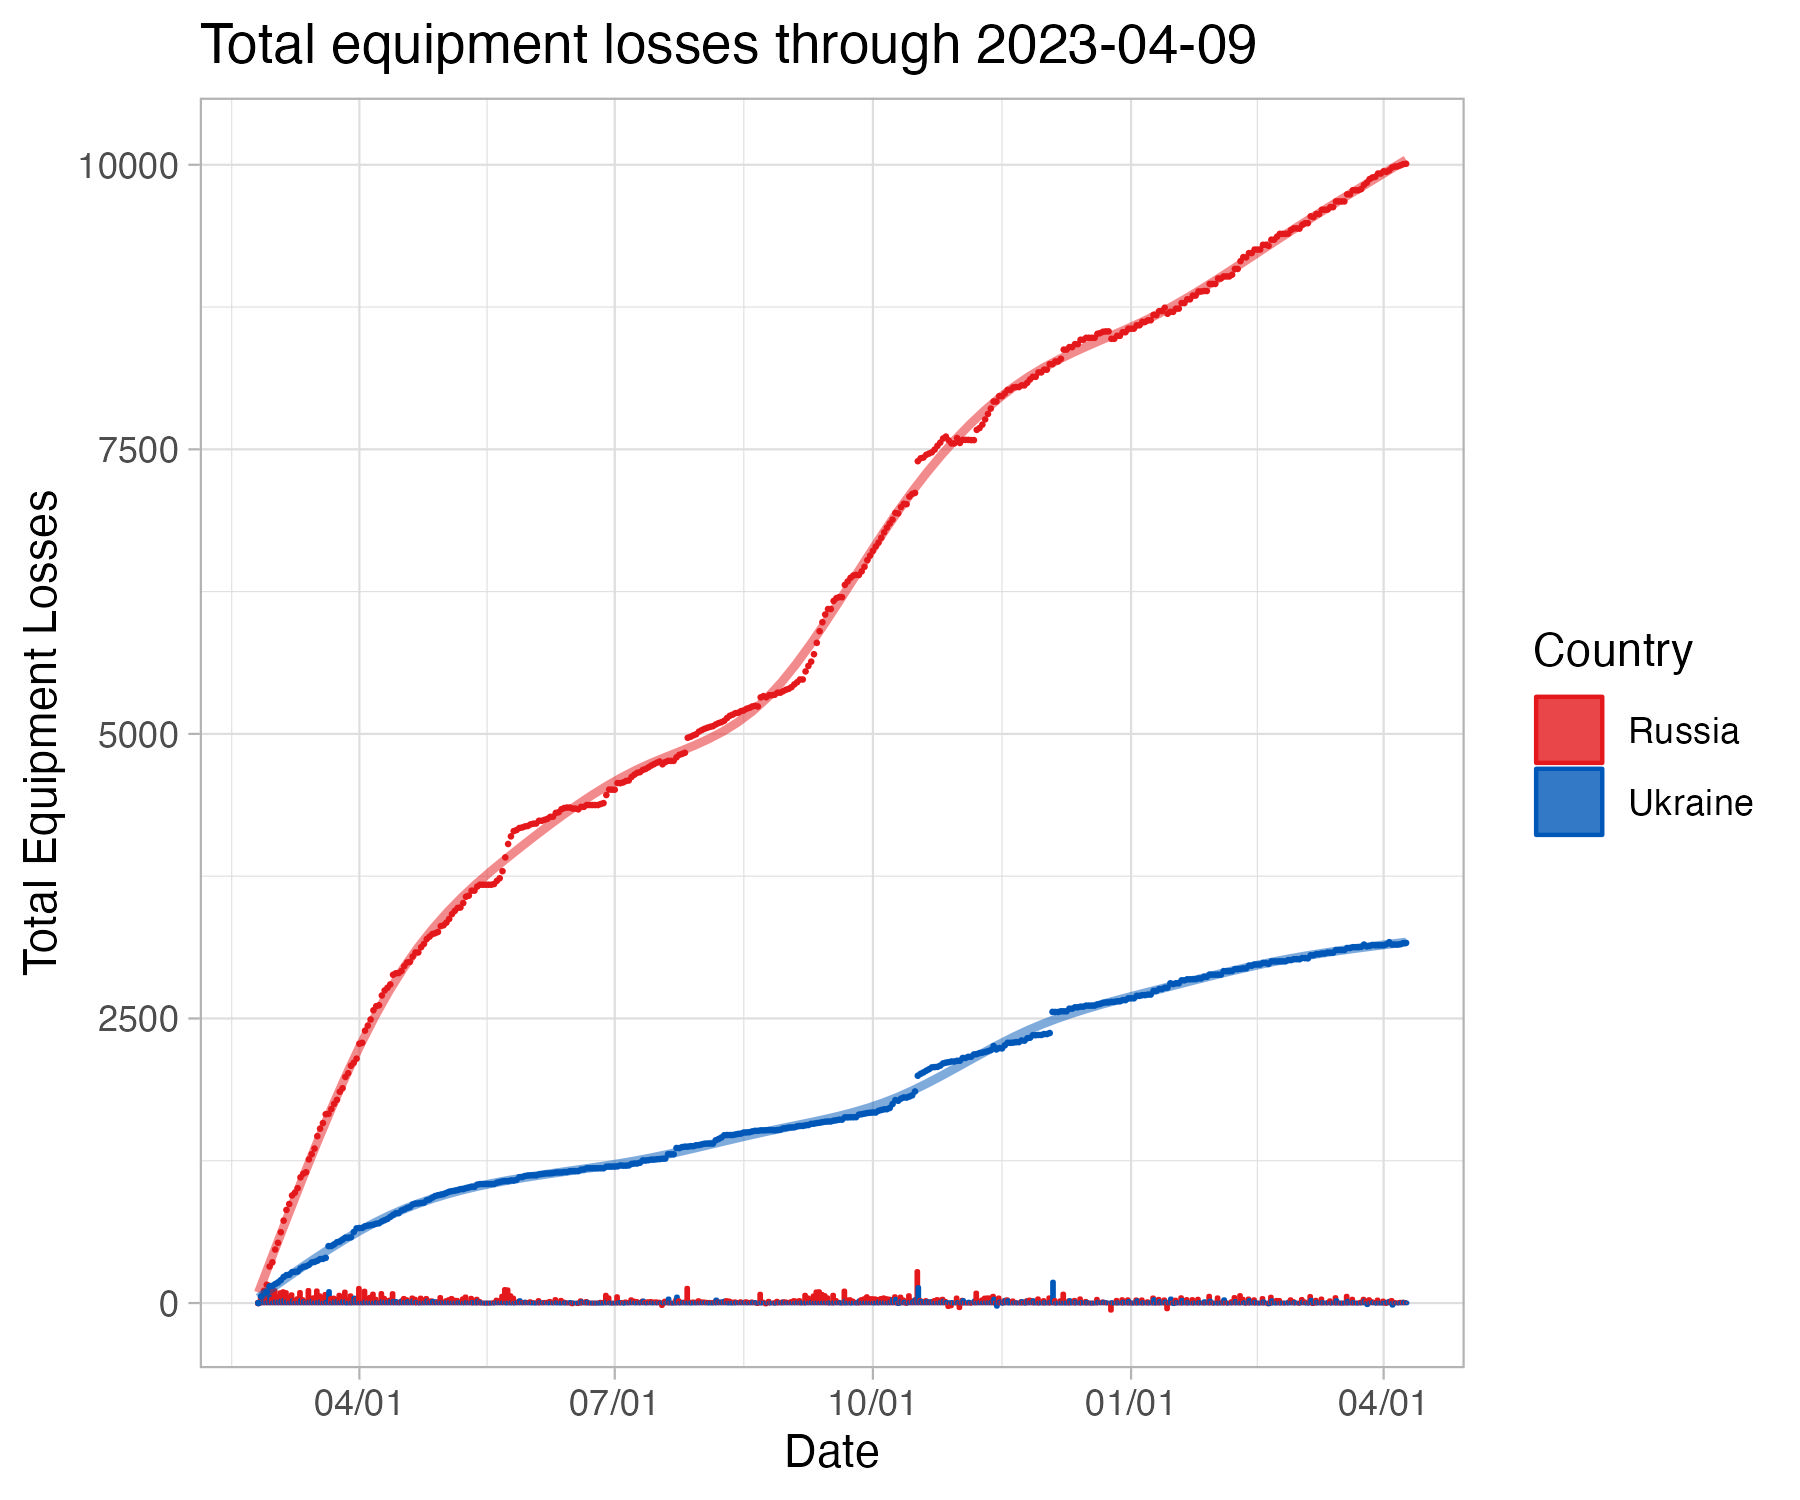 Total equipment losses through 2023-04-09
Total Equipment Losses
10000
7500
5000
2500
0
04/01
07/01
10/01
01/01
04/01
Date
Country
Russia
Ukraine